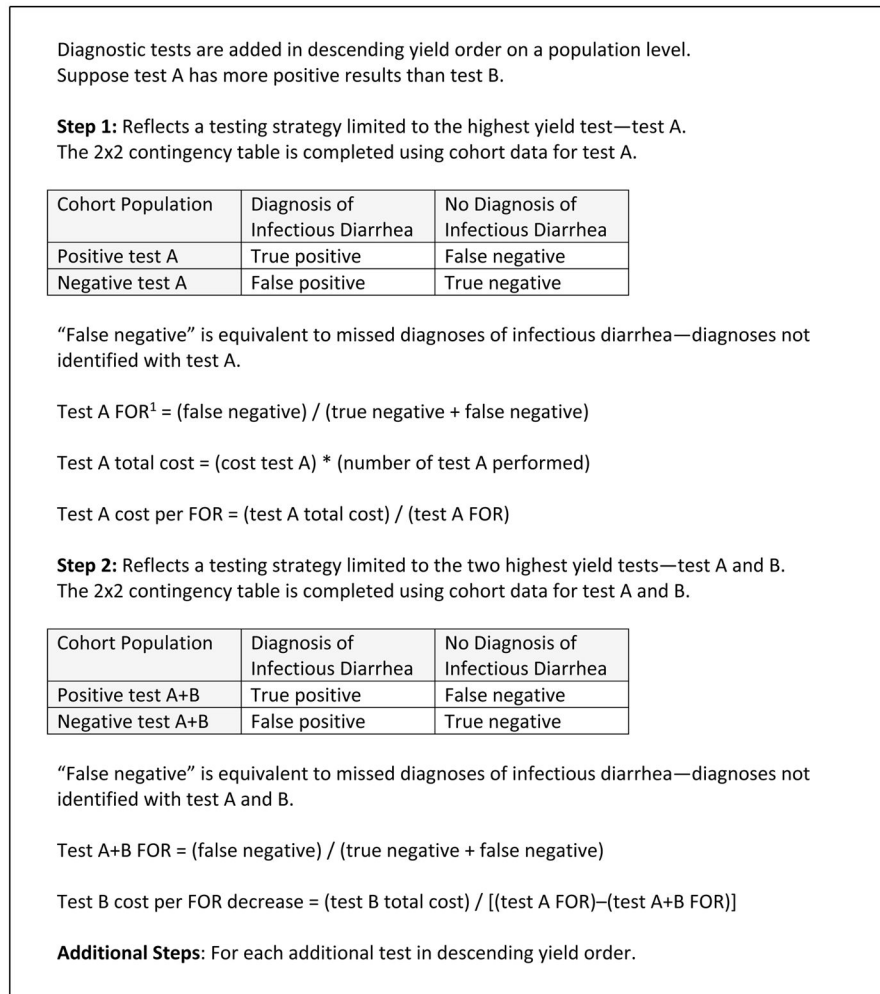 Diagnostic tests are added in descending yield order on a population level.
Suppose test A has more positive results than test B.
Step 1: Reflects a testing strategy limited to the highest yield test—test A.
The 2x2 contingency table is completed using cohort data for test A.
Cohort Population | Diagnosis of Infectious Diarrhea | No Diagnosis of Infectious Diarrhea
Positive test A | True positive | False negative
Negative test A | False positive | True negative
“False negative” is equivalent to missed diagnoses of infectious diarrhea—diagnoses not
identified with test A.
Test A FOR¹ = (false negative) / (true negative + false negative)
Test A total cost = (cost test A) * (number of test A performed)
Test A cost per FOR = (test A total cost) / (test A FOR)
Step 2: Reflects a testing strategy limited to the two highest yield tests—test A and B.
The 2x2 contingency table is completed using cohort data for test A and B.
Cohort Population | Diagnosis of Infectious Diarrhea | No Diagnosis of Infectious Diarrhea
Positive test A+B | True positive | False negative
Negative test A+B | False positive | True negative
“False negative” is equivalent to missed diagnoses of infectious diarrhea—diagnoses not
identified with test A and B.
Test A+B FOR = (false negative) / (true negative + false negative)
Test B cost per FOR decrease = (test B total cost) / [(test A FOR)–(test A+B FOR)]
Additional Steps: For each additional test in descending yield order.